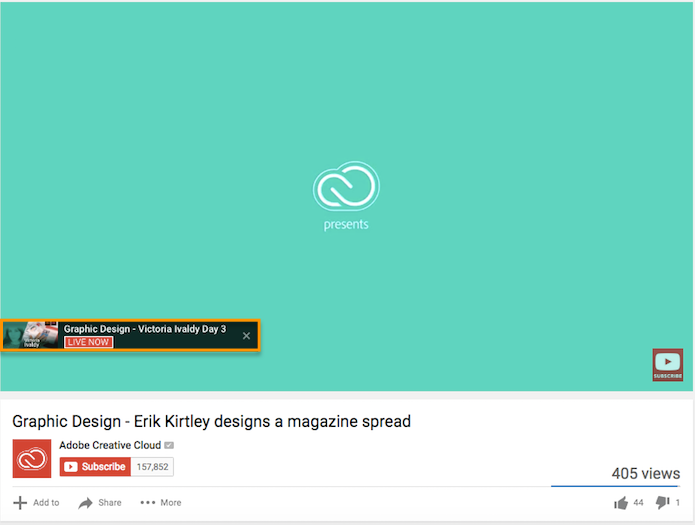 presents
Graphic Design - Victoria Ivaldy Day 3
LIVE NOW
Victoria
Ivaldy
SUBSCRIBE
Graphic Design - Erik Kirtley designs a magazine spread
Adobe Creative Cloud
Subscribe 157,852
405 views
Add to Share More 44 1